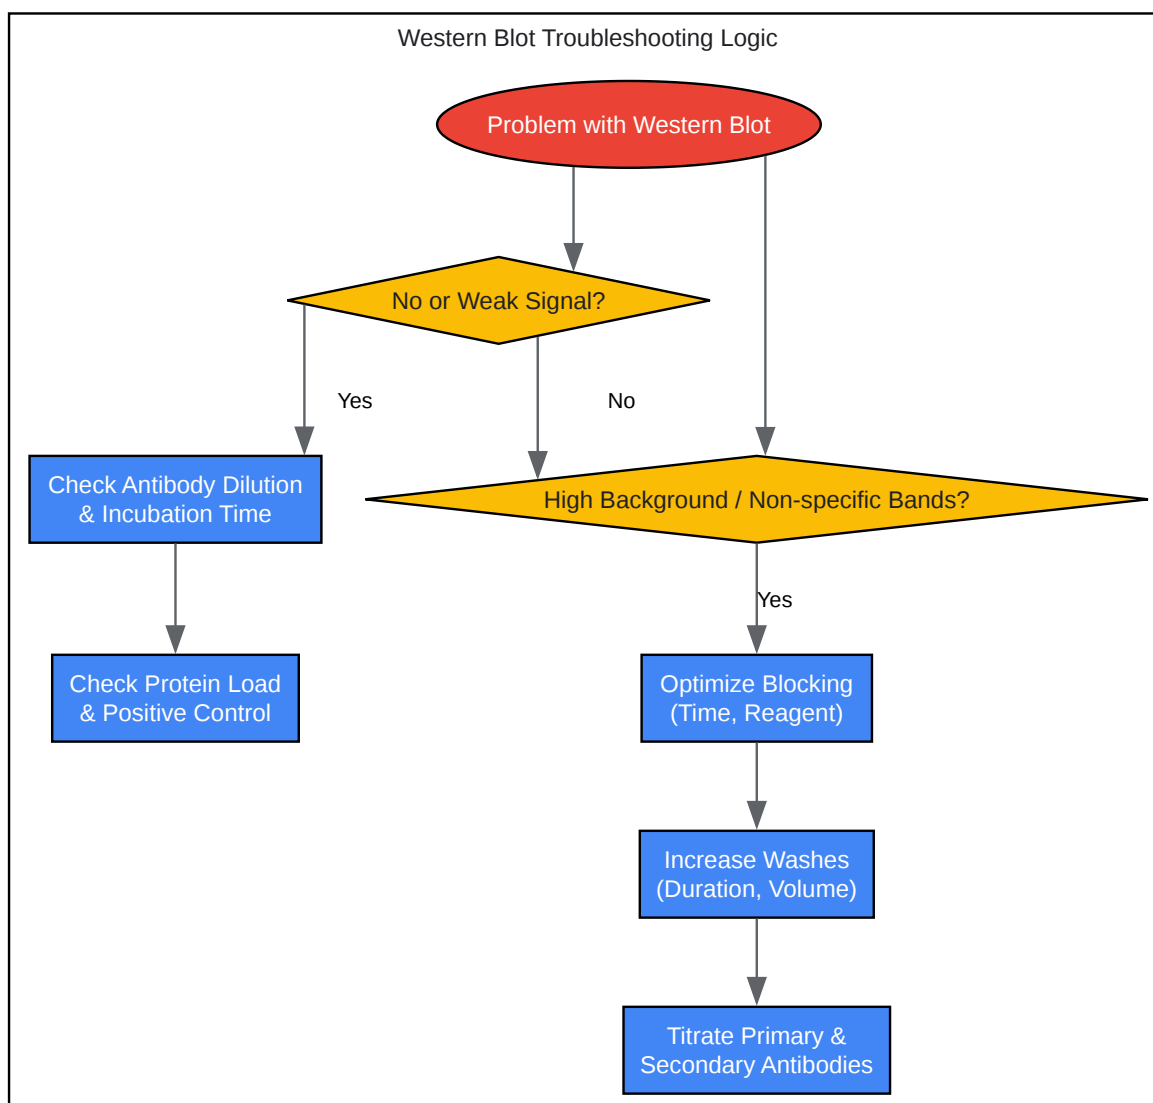 Western Blot Troubleshooting Logic
Problem with Western Blot
No or Weak Signal?
Yes
No
Check Antibody Dilution
& Incubation Time
High Background / Non-specific Bands?
Yes
Check Protein Load
& Positive Control
Optimize Blocking
(Time, Reagent)
Increase Washes
(Duration, Volume)
Titrate Primary &
Secondary Antibodies